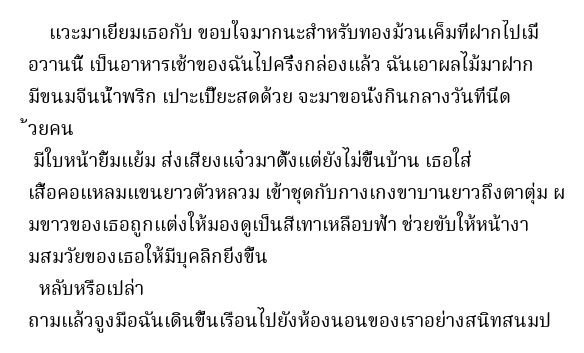 แวะมาเยี่ยมเธอกับ ขอบใจมากนะสำหรับทองม้วนเค็มที่ฝากไปเมื่
อวานนี้ เป็นอาหารเช้าของฉันไปครึ่งกล่องแล้ว ฉันเอาผลไม้มาฝาก
มีขนมจีนน้ำพริก เปาะเปี๊ยะสดด้วย จะมาขอนั่งกินกลางวันที่นี่ด
้วยคน
มีใบหน้ายิ้มแย้ม ส่งเสียงแจ๋วมาตั้งแต่ยังไม่ขึ้นบ้าน เธอใส่
เสื้อคอแหลมแขนยาวตัวหลวม เข้าชุดกับกางเกงขาบานยาวถึงตาตุ่ม ผ
มขาวของเธอถูกแต่งให้มองดูเป็นสีเทาเหลือบฟ้า ช่วยขับให้หน้างา
มสมวัยของเธอให้มีบุคลิกยิ่งขึ้น
หลับหรือเปล่า
ถามแล้วจูงมือฉันเดินขึ้นเรือนไปยังห้องนอนของเราอย่างสนิทสนมป